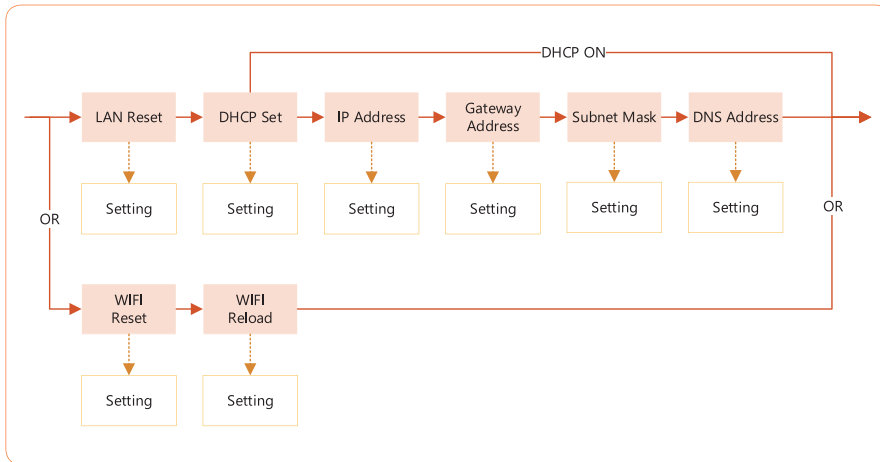 DHCP ON
LAN Reset
DHCP Set
IP Address
Gateway
Address
Subnet Mask
DNS Address
Setting
Setting
Setting
Setting
Setting
Setting
OR
OR
WIFI
Reset
WIFI
Reload
Setting
Setting